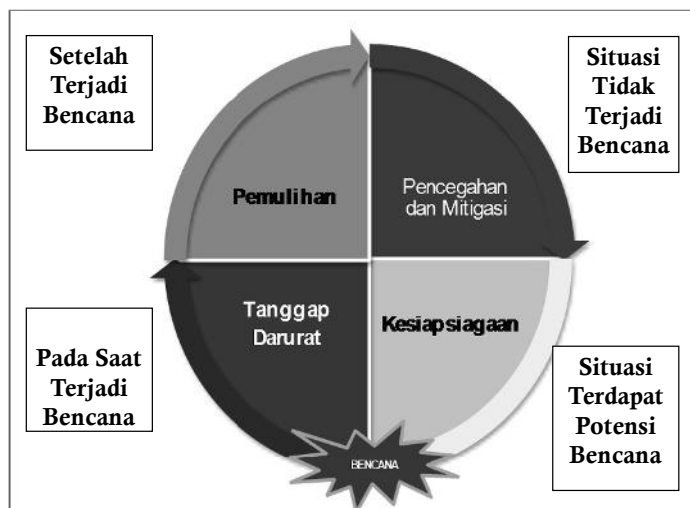 Setelah
Terjadi
Bencana
Situasi
Tidak
Terjadi
Bencana
Pemulihan
Pencegahan
dan Mitigasi
Tanggap
Darurat
Kesiapsiagaan
Pada Saat
Terjadi
Bencana
Situasi
Terdapat
Potensi
Bencana
BENCANA